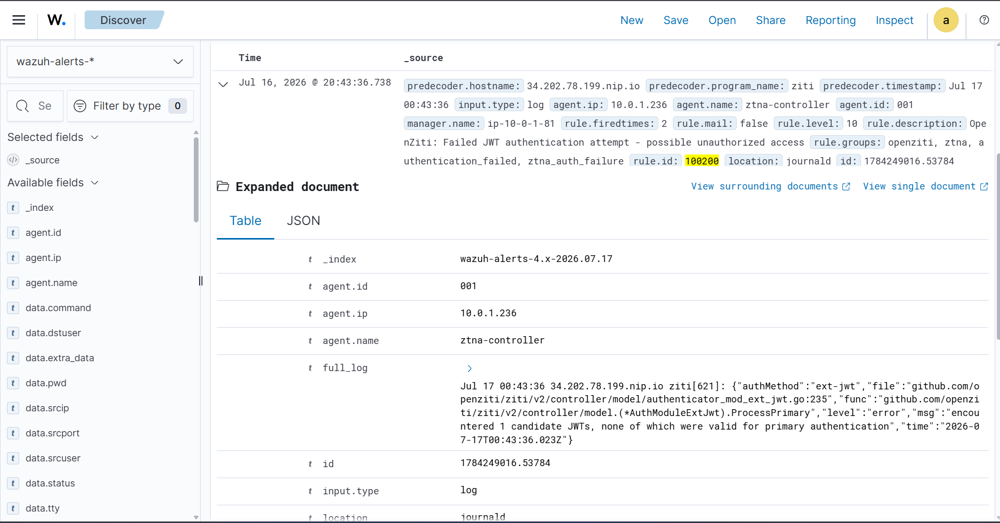 W.
Discover
New
Save
Open
Share
Reporting
Inspect
a
wazuh-alerts-*
Se
Filter by type
0
Selected fields
_source
Available fields
t _index
t agent.id
t agent.ip
t agent.name
t data.command
t data.dstuser
t data.extra_data
t data.pwd
t data.srcip
t data.srcport
t data.srcuser
t data.status
t data.tty
Time
_source
Jul 16, 2026 @ 20:43:36.738
predecoder.hostname: 34.202.78.199.nip.io predecoder.program_name: ziti predecoder.timestamp: Jul 17
00:43:36 input.type: log agent.ip: 10.0.1.236 agent.name: ztna-controller agent.id: 001
manager.name: ip-10-0-1-81 rule.firedtimes: 2 rule.mail: false rule.level: 10 rule.description: Ope
nZiti: Failed JWT authentication attempt - possible unauthorized access rule.groups: openziti, ztna, a
uthentication_failed, ztna_auth_failure rule.id: 100200 location: journald id: 1784249016.53784
Expanded document
View surrounding documents
View single document
Table
JSON
t _index wazuh-alerts-4.x-2026.07.17
t agent.id 001
t agent.ip 10.0.1.236
t agent.name ztna-controller
t full_log
Jul 17 00:43:36 34.202.78.199.nip.io ziti[621]: {"authMethod":"ext-jwt","file":"github.com/o
penziti/ziti/v2/controller/model/authenticator_mod_ext_jwt.go:235","func":"github.com/openzi
ti/ziti/v2/controller/model.(*AuthModuleExtJwt).ProcessPrimary","level":"error","msg":"encou
ntered 1 candidate JWTs, none of which were valid for primary authentication","time":"2026-0
7-17T00:43:36.023Z"}
t id 1784249016.53784
t input.type log
t location journald